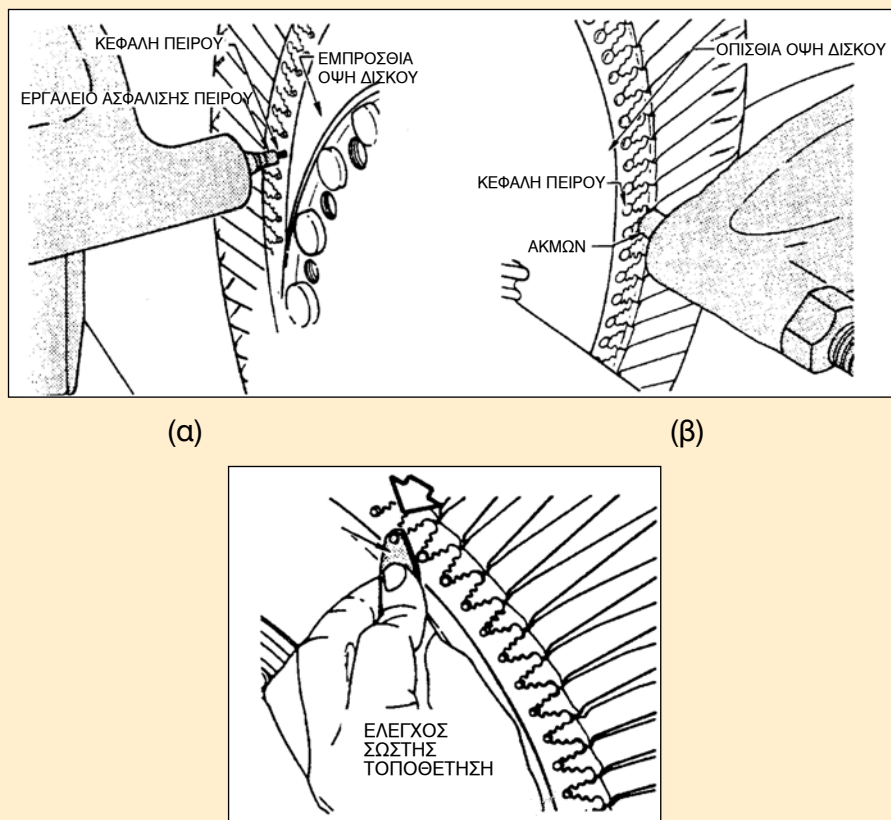 ΚΕΦΑΛΗ ΠΕΙΡΟΥ
ΕΜΠΡΟΣΘΙΑ
ΟΨΗ ΔΙΣΚΟΥ
ΕΡΓΑΛΕΙΟ ΑΣΦΑΛΙΣΗΣ ΠΕΙΡΟΥ
ΟΠΙΣΘΙΑ ΟΨΗ ΔΙΣΚΟΥ
ΚΕΦΑΛΗ ΠΕΙΡΟΥ
ΑΚΜΩΝ
(α)
(β)
ΕΛΕΓΧΟΣ
ΣΩΣΤΗΣ
ΤΟΠΟΘΕΤΗΣΗ